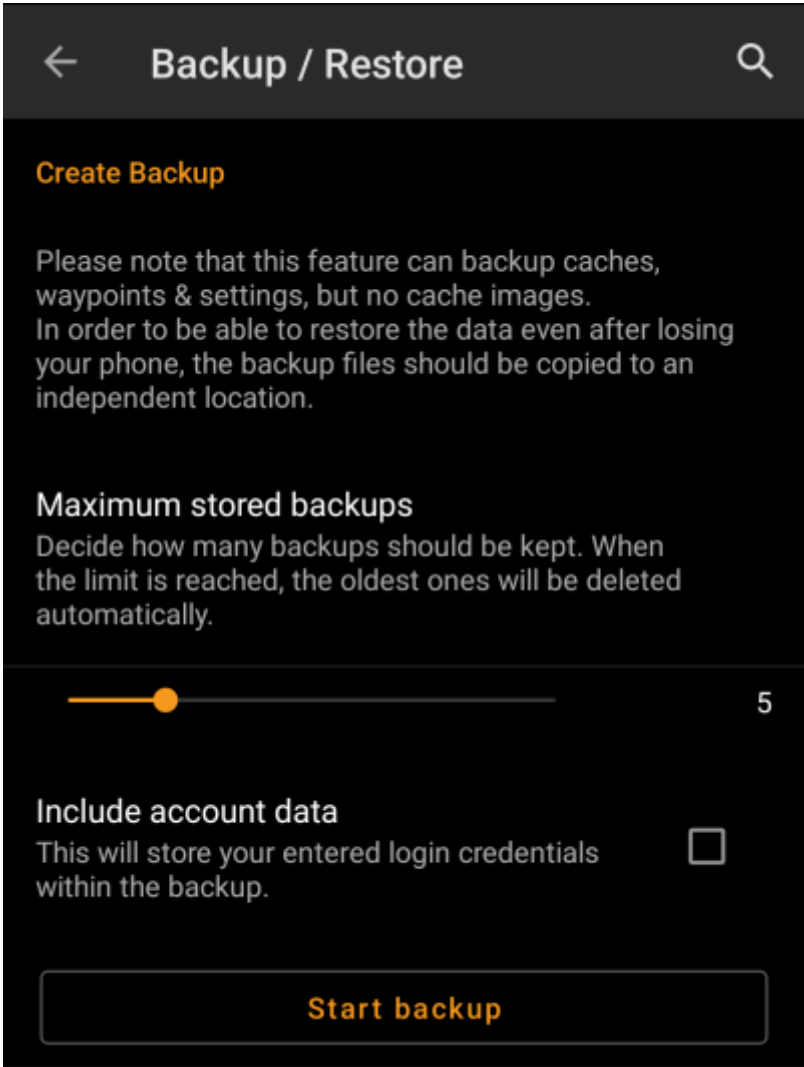 Backup / Restore
Create Backup
Please note that this feature can backup caches,
waypoints & settings, but no cache images.
In order to be able to restore the data even after losing
your phone, the backup files should be copied to an
independent location.
Maximum stored backups
Decide how many backups should be kept. When
the limit is reached, the oldest ones will be deleted
automatically.
5
Include account data
This will store your entered login credentials
within the backup.
Start backup